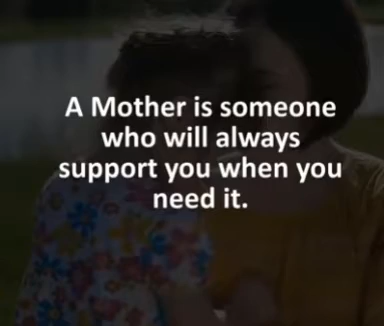 A Mother is someone
who will always
support you when you
need it.